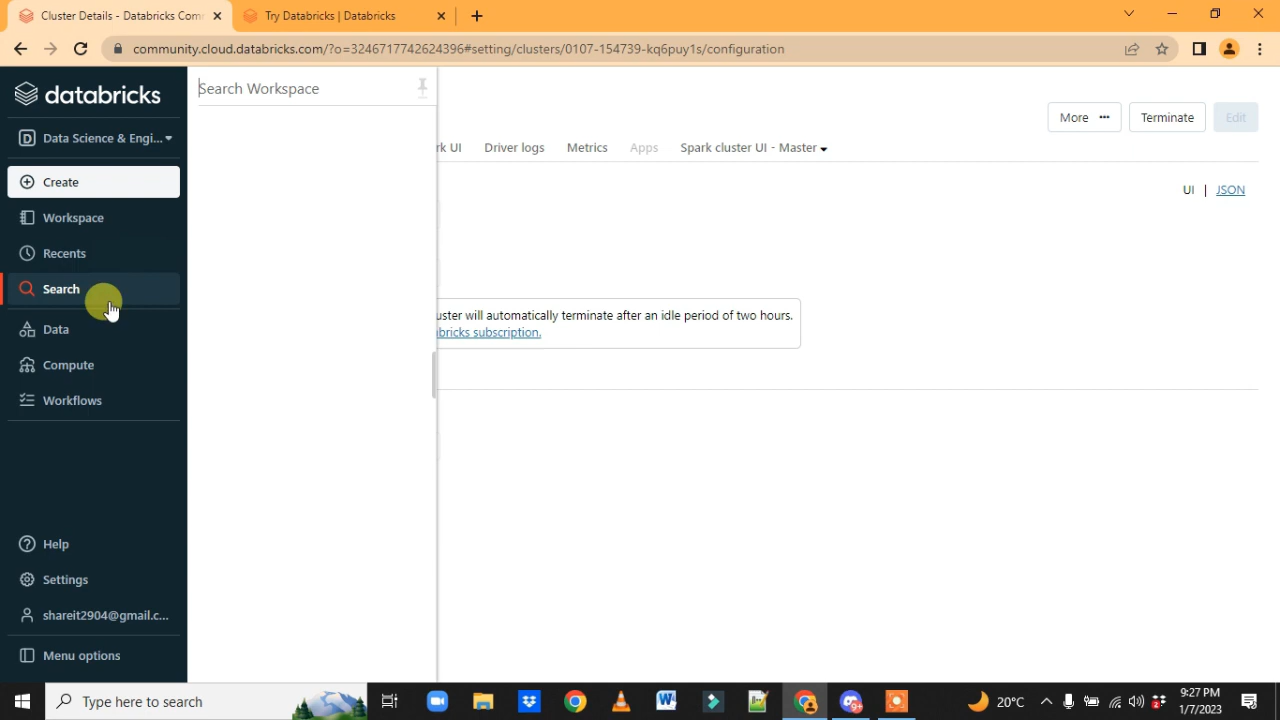 Cluster Details - Databricks Com
Try Databricks | Databricks
community.cloud.databricks.com/?o=3246717742624396#setting/clusters/0107-154739-kq6puy1s/configuration
databricks
Search Workspace
More ···
Terminate
Edit
D Data Science & Engi...
rk UI
Driver logs
Metrics
Apps
Spark cluster UI - Master
Create
UI | JSON
Workspace
Recents
Search
uster will automatically terminate after an idle period of two hours.
bricks subscription.
Data
Compute
Workflows
Help
Settings
shareit2904@gmail.c...
Menu options
Type here to search
20°C
9:27 PM
1/7/2023